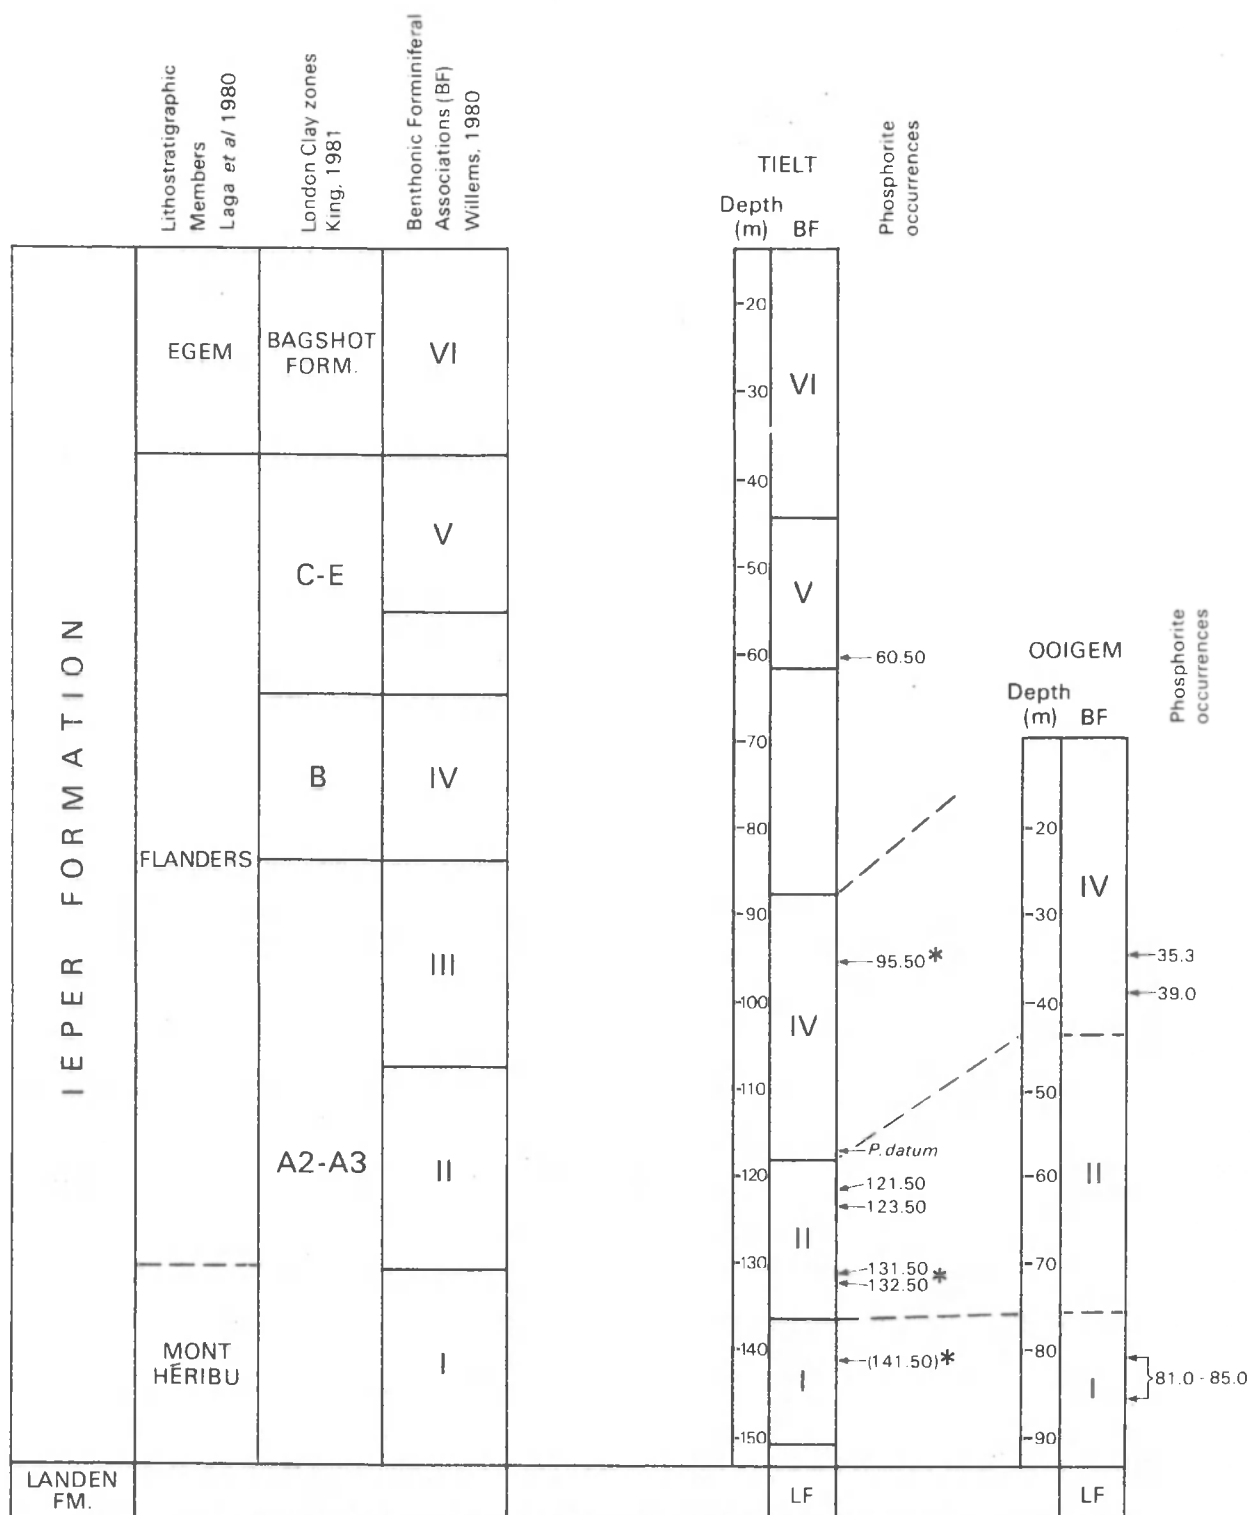 Lithostratigraphic
Members
Laga et al 1980
London Clay zones
King, 1981
Benthonic Forminiferal
Associations (BF)
Willems, 1980
IEPER FORMATION
EGEM
FLANDERS
MONT
HÉRIBU
BAGSHOT
FORM.
C-E
B
A2-A3
VI
V
IV
III
II
I
LANDEN
FM.
TIELT
Depth
(m)
BF
Phosphorite
occurrences
-20
-30
-40
-50
-60
-70
-80
-90
-100
-110
-120
-130
-140
-150
VI
V
IV
II
I
LF
60.50
95.50*
P. datum
121.50
123.50
131.50
132.50*
(141.50)*
OOIGEM
Depth
(m)
BF
Phosphorite
occurrences
-20
-30
-40
-50
-60
-70
-80
-90
IV
II
I
LF
35.3
39.0
81.0 - 85.0